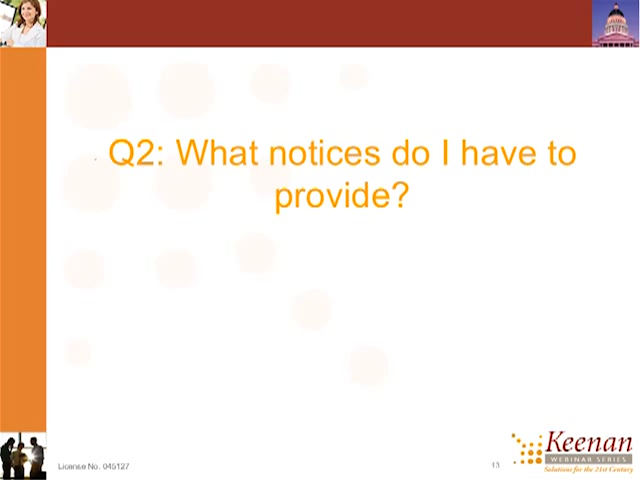 Q2: What notices do I have to
provide?
License No. 045127
13
Keenan
WEBINAR SERIES
Solutions for the 21st Century